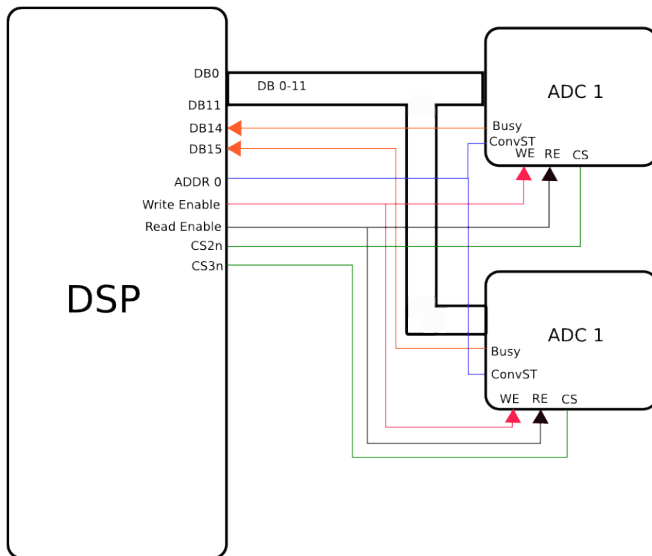 DSP
DB0
DB11
DB14
DB15
ADDR 0
Write Enable
Read Enable
CS2n
CS3n
DB 0-11
ADC 1
Busy
ConvST
WE RE CS
ADC 1
Busy
ConvST
WE RE CS